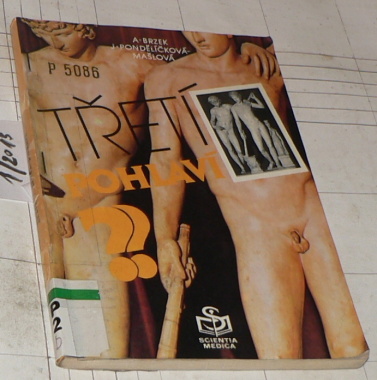 A. BRZEK
J. PONDĚLÍČKOVÁ-
MAŠLOVÁ
P 5086
TŘETÍ
POHLAVÍ
?
1/2013
SCIENTIA
MEDICA